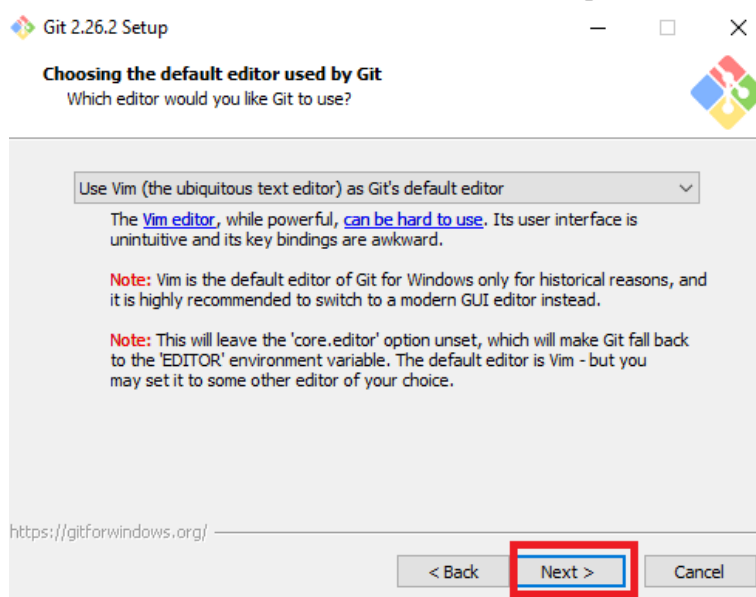 Git 2.26.2 Setup
Choosing the default editor used by Git
Which editor would you like Git to use?
Use Vim (the ubiquitous text editor) as Git's default editor
The Vim editor, while powerful, can be hard to use. Its user interface is
unintuitive and its key bindings are awkward.
Note: Vim is the default editor of Git for Windows only for historical reasons, and
it is highly recommended to switch to a modern GUI editor instead.
Note: This will leave the 'core.editor' option unset, which will make Git fall back
to the 'EDITOR' environment variable. The default editor is Vim - but you
may set it to some other editor of your choice.
https://gitforwindows.org/
< Back Next > Cancel